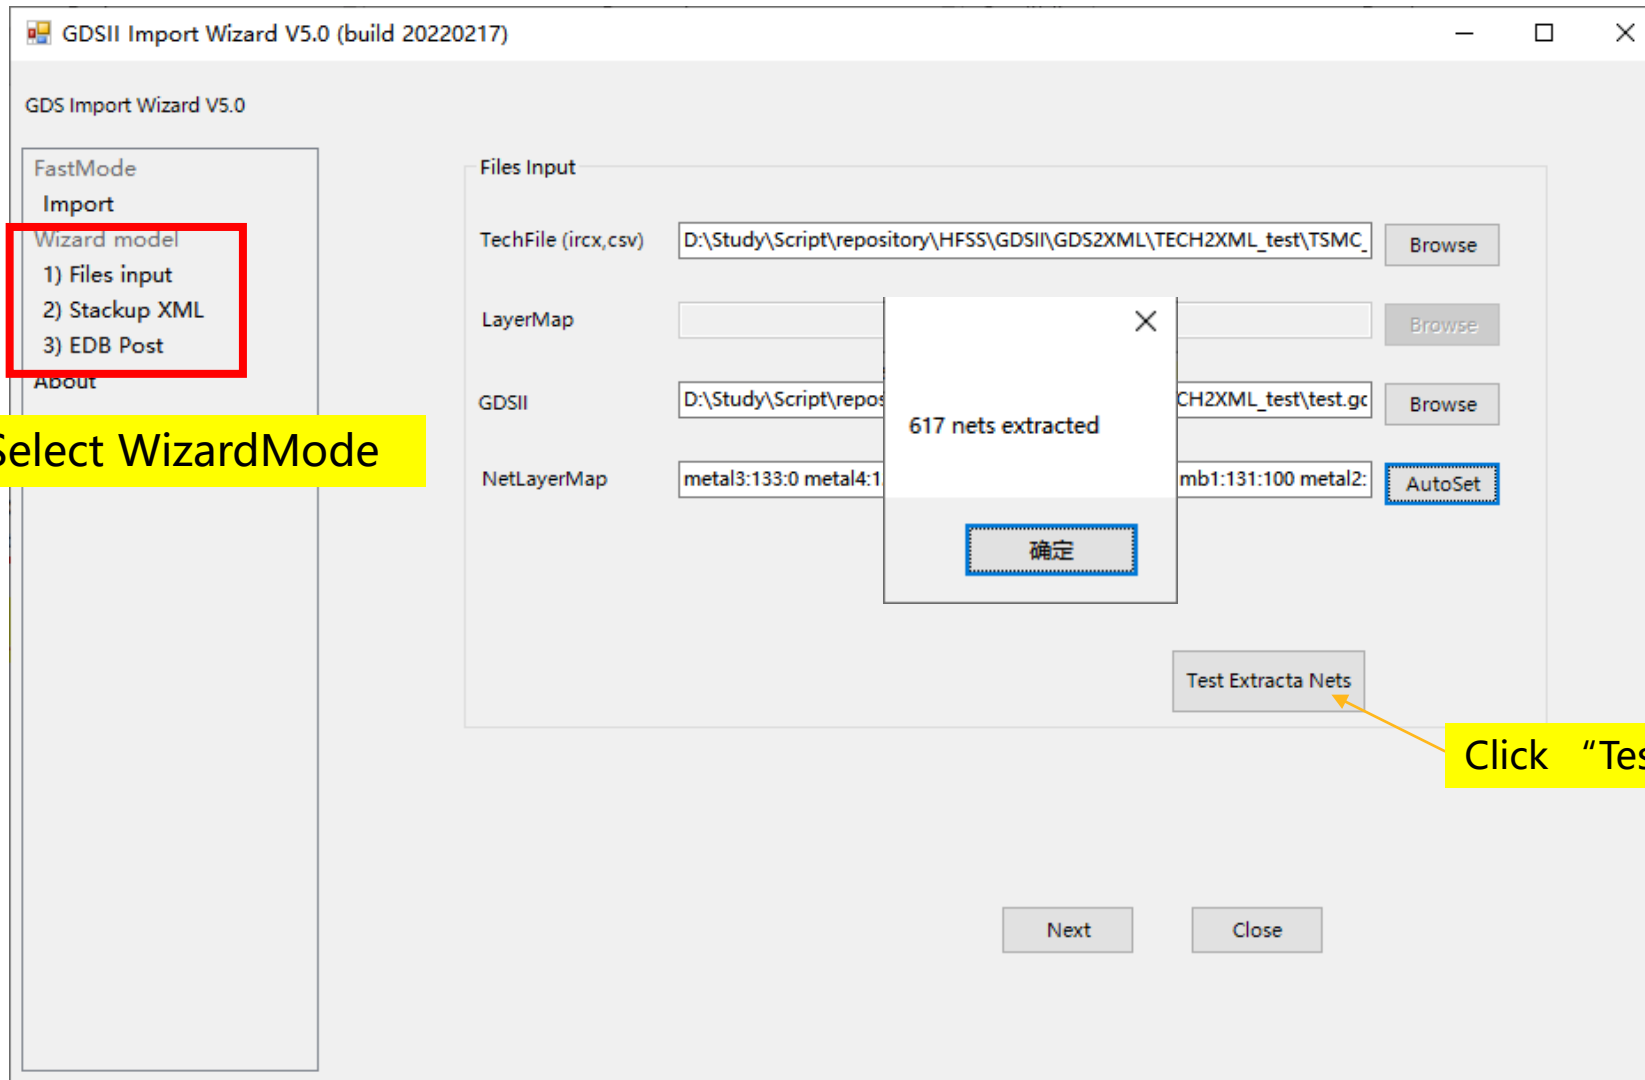 GDSII Import Wizard V5.0 (build 20220217)
GDS Import Wizard V5.0
FastMode
Import
Wizard model
1) Files input
2) Stackup XML
3) EDB Post
About
Select WizardMode
Files Input
TechFile (ircx,csv)
D:\Study\Script\repository\HFSS\GDSII\GDS2XML\TECH2XML_test\TSMC_
Browse
LayerMap
Browse
GDSII
D:\Study\Script\repos
CH2XML_test\test.gc
Browse
NetLayerMap
metal3:133:0 metal4:1
mb1:131:100 metal2:
AutoSet
617 nets extracted
确定
Test Extracta Nets
Click “Tes
Next
Close